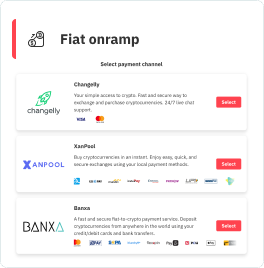 Fiat onramp
Select payment channel
Changelly
Your simple access to crypto. Fast and secure way to
exchange and purchase cryptocurrencies. 24/7 live chat
support.
Select
changelly
VISA
XanPool
Buy cryptocurrencies in an instant. Enjoy easy, quick, and
secure exchanges using your local payment methods.
Select
XANPOOL
Banxa
A fast and secure fiat-to-crypto payment service. Deposit
cryptocurrencies from anywhere in the world using your
credit/debit cards and bank transfers.
Select
BANXA